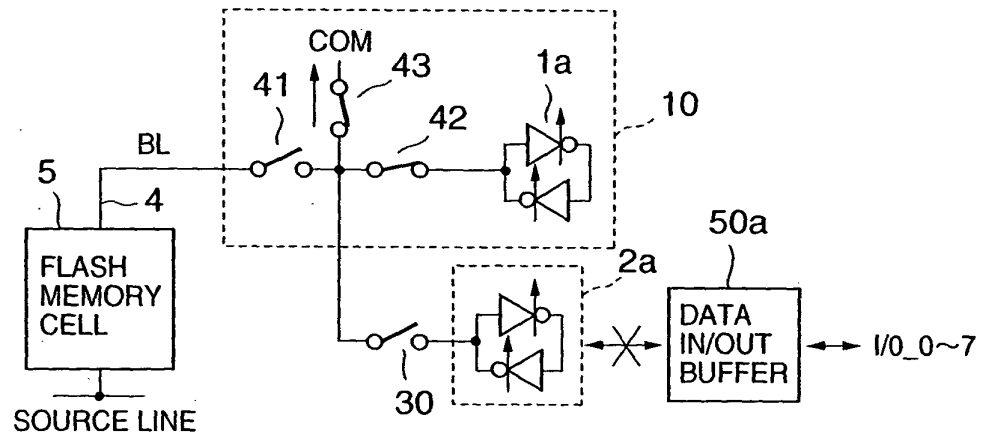 COM
41
43
42
1a
10
BL
5
4
FLASH
MEMORY
CELL
SOURCE LINE
30
2a
50a
DATA
IN/OUT
BUFFER
I/0_0～7